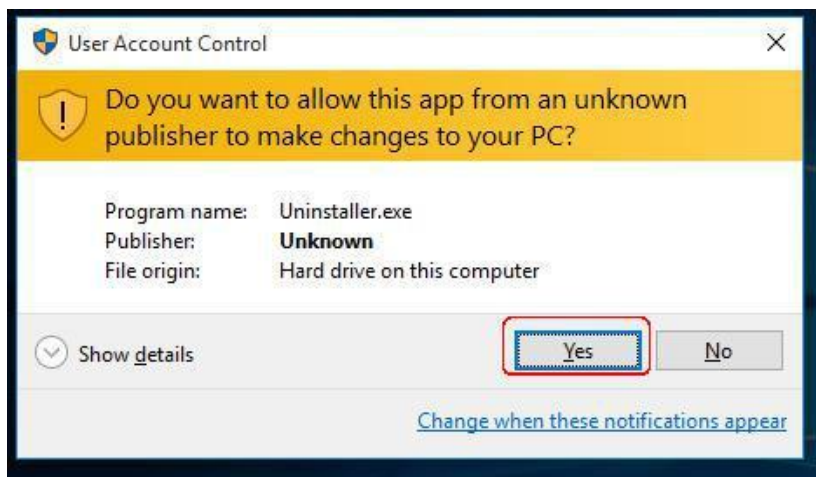 User Account Control
Do you want to allow this app from an unknown
publisher to make changes to your PC?
Program name: Uninstaller.exe
Publisher: Unknown
File origin: Hard drive on this computer
Show details
Yes No
Change when these notifications appear